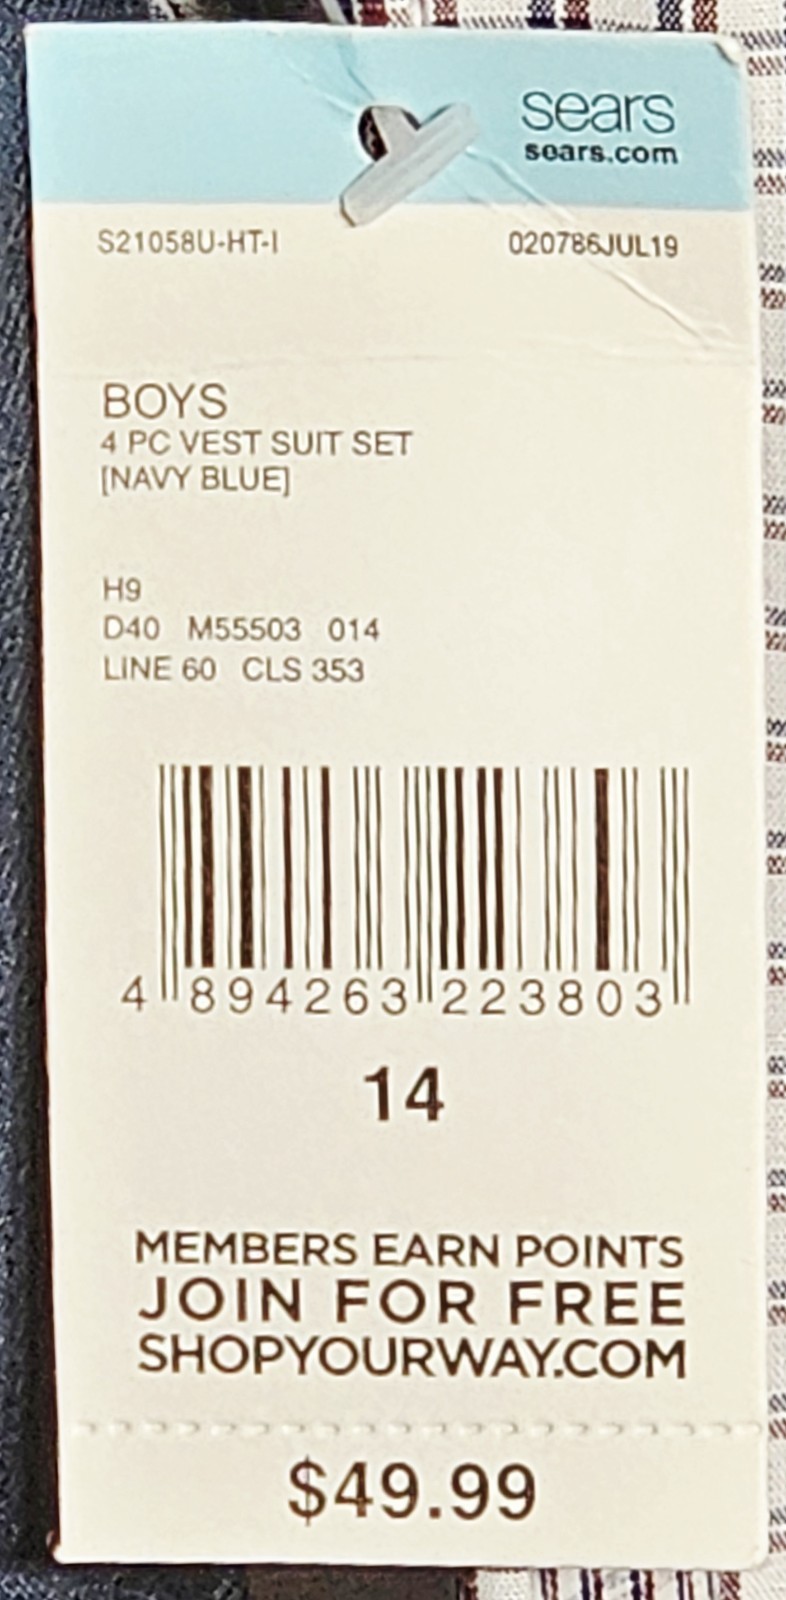 sears
sears.com
S21058U-HT-I 020786JUL19
BOYS
4 PC VEST SUIT SET
[NAVY BLUE]
H9
D40 M55503 014
LINE 60 CLS 353
4 894263 223803
14
MEMBERS EARN POINTS
JOIN FOR FREE
SHOPYOURWAY.COM
$49.99